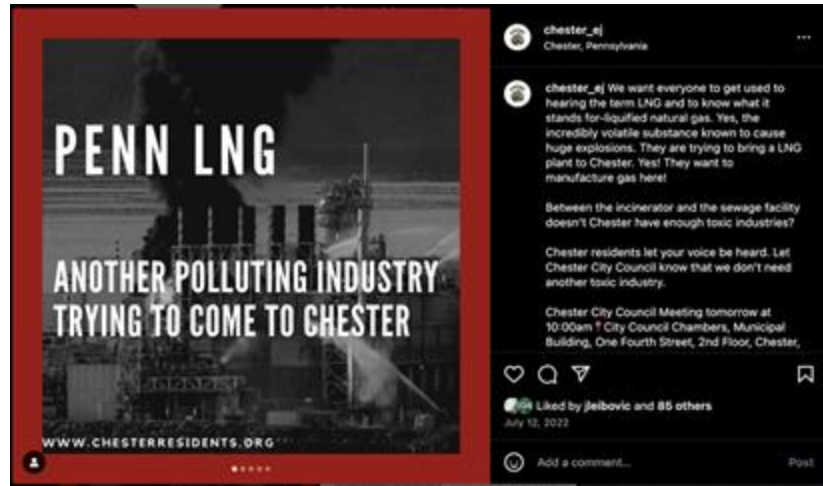 PENN LNG
ANOTHER POLLUTING INDUSTRY
TRYING TO COME TO CHESTER
WWW.CHESTERRESIDENTS.ORG
chester_ej
Chester, Pennsylvania
chester_ej We want everyone to get used to
hearing the term LNG and to know what it
stands for-liquified natural gas. Yes, the
incredibly volatile substance known to cause
huge explosions. They are trying to bring a LNG
plant to Chester. Yes! They want to
manufacture gas here!
Between the incinerator and the sewage facility
doesn't Chester have enough toxic industries?
Chester residents let your voice be heard. Let
Chester City Council know that we don't need
another toxic industry.
Chester City Council Meeting tomorrow at
10:00am📍City Council Chambers, Municipal
Building, One Fourth Street, 2nd Floor, Chester,
Liked by jleibovic and 85 others
July 12, 2022
Add a comment...
Post